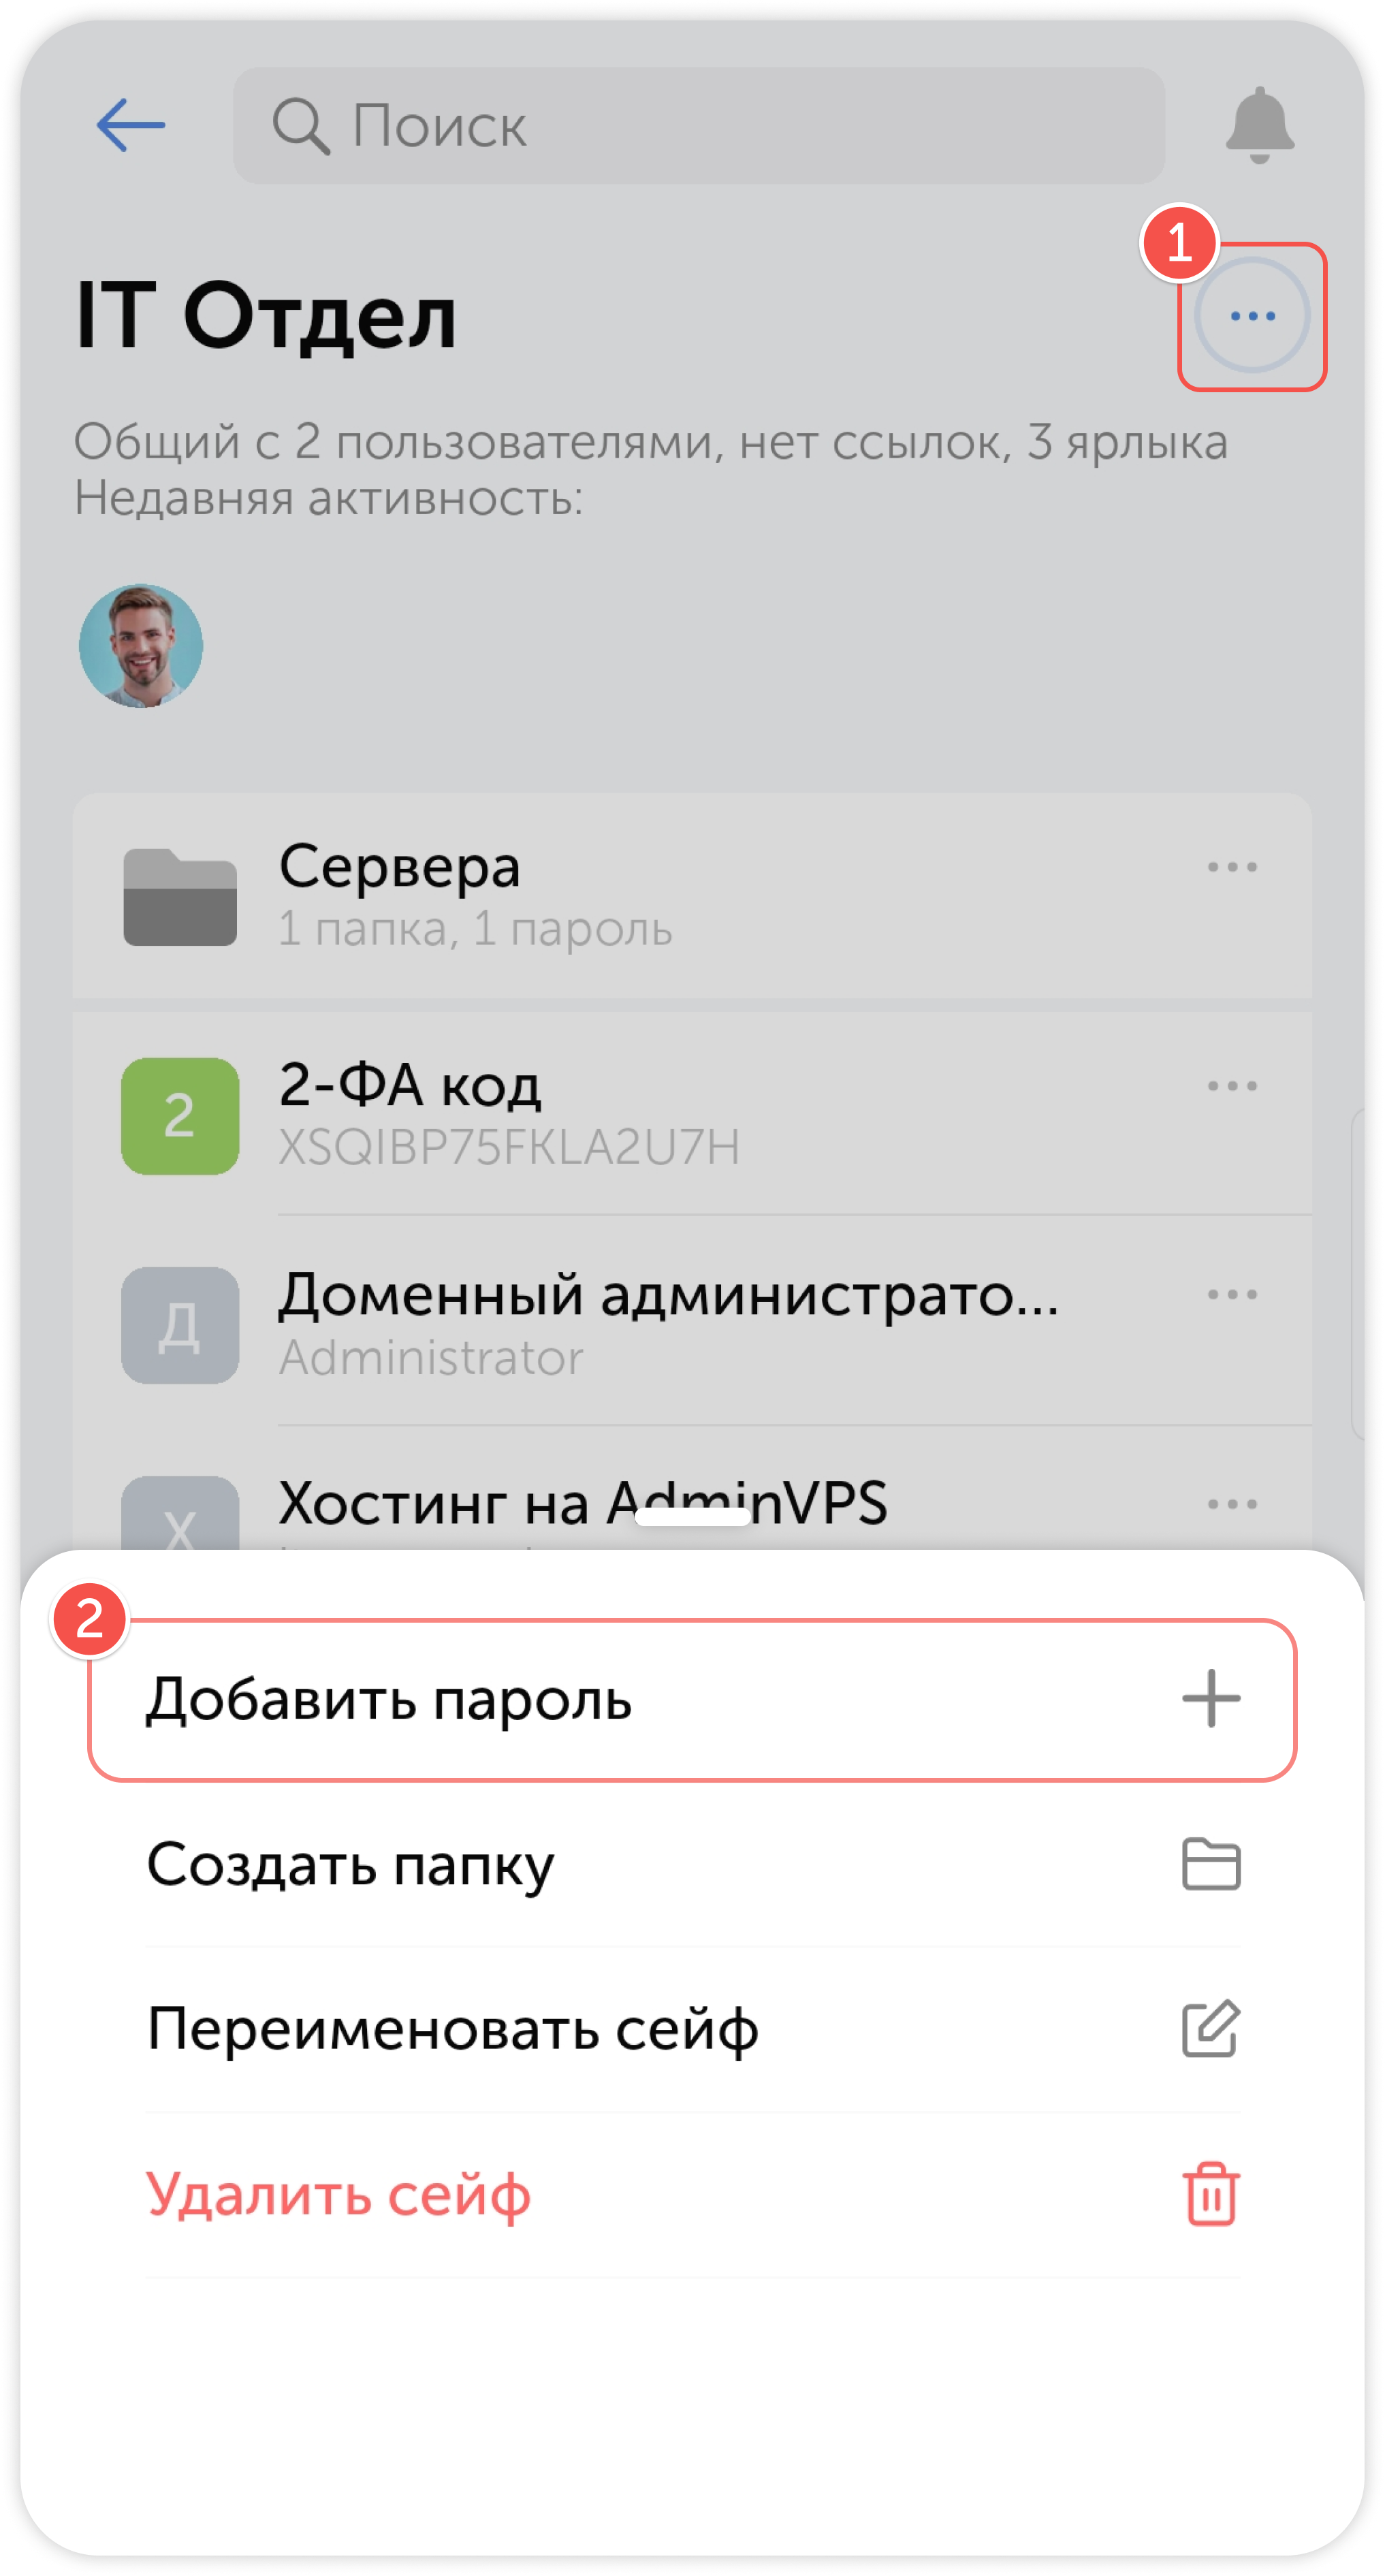 Поиск
1
IT Отдел
...
Общий с 2 пользователями, нет ссылок, 3 ярлыка
Недавняя активность:
Сервера
1 папка, 1 пароль
2
2-ФА код
XSQIBP75FKLA2U7H
Д
Доменный администрато...
Administrator
Х
Хостинг на AdminVPS
2
Добавить пароль
Создать папку
Переименовать сейф
Удалить сейф